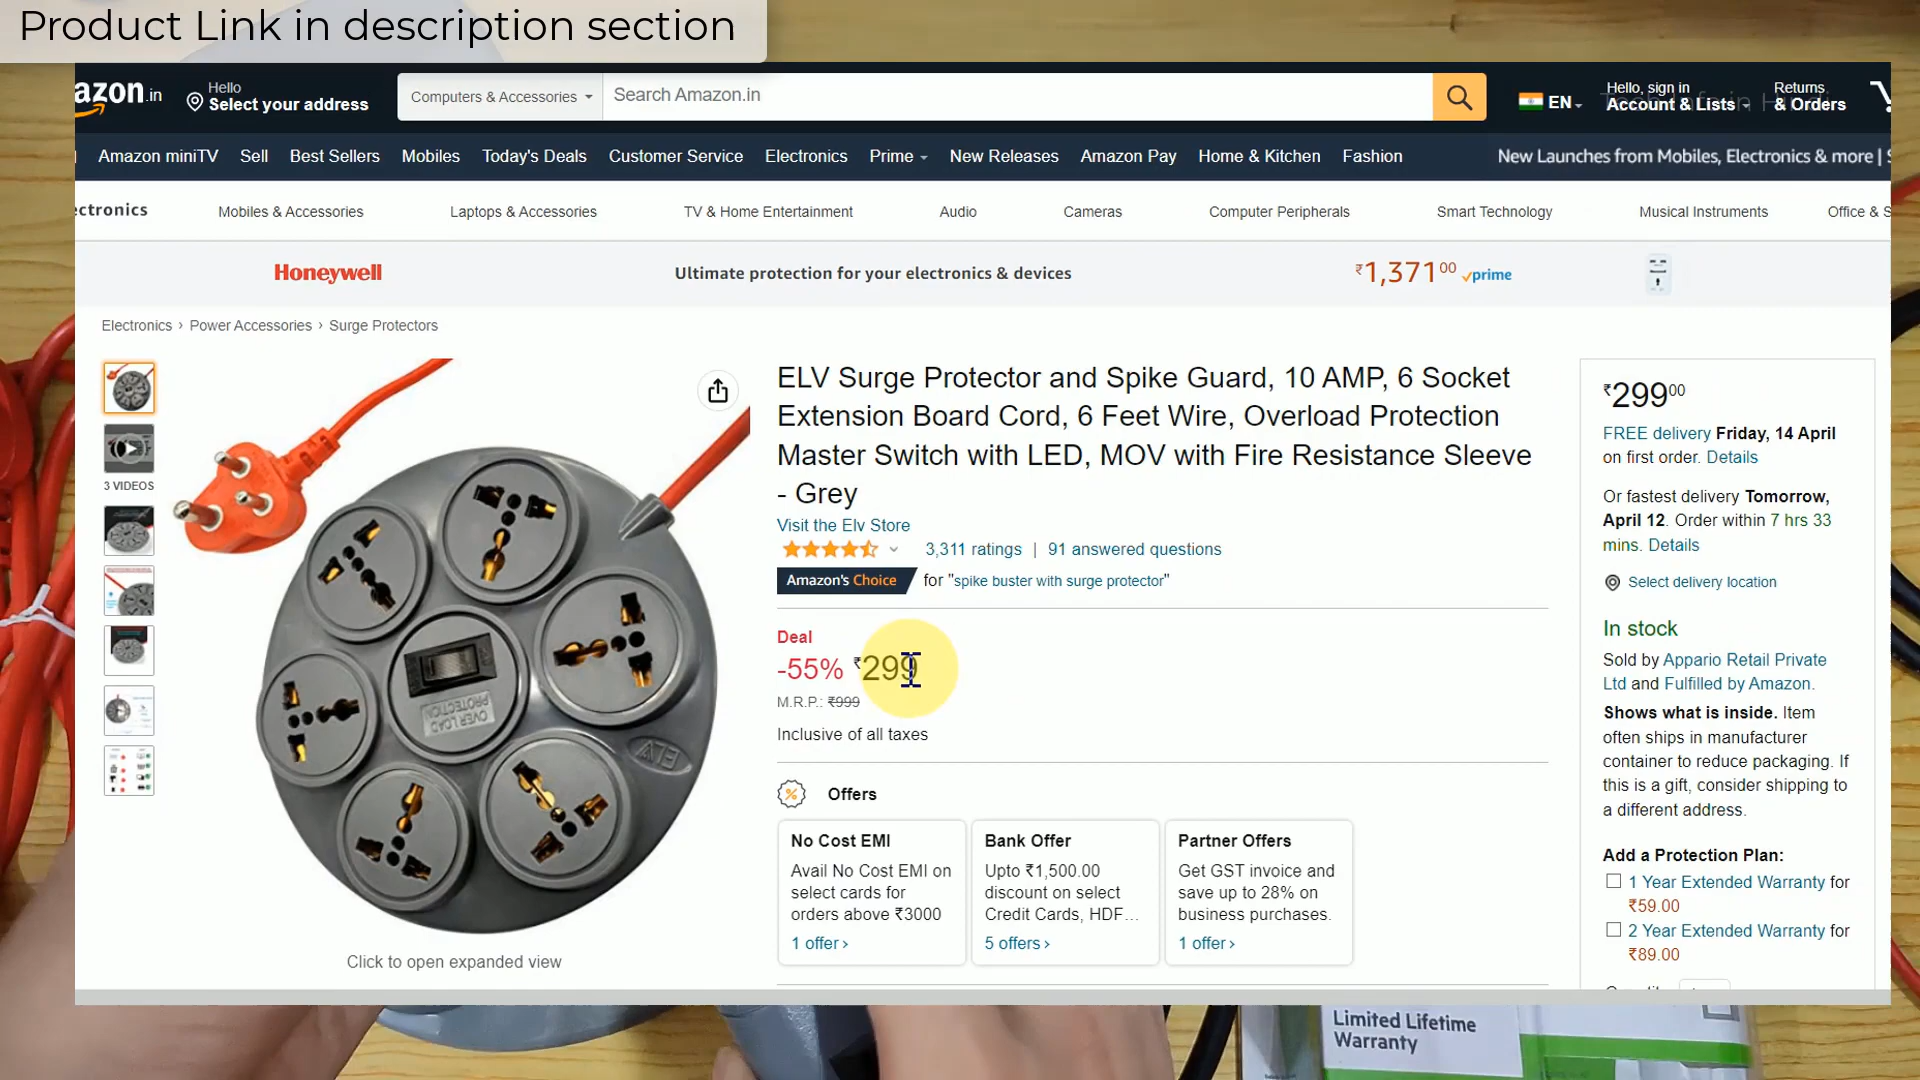 Product Link in description section
azon.in
Hello
Select your address
Computers & Accessories
Search Amazon.in
EN
Hello, sign in
Account & Lists
Returns
& Orders
Amazon miniTV
Sell
Best Sellers
Mobiles
Today's Deals
Customer Service
Electronics
Prime
New Releases
Amazon Pay
Home & Kitchen
Fashion
New Launches from Mobiles, Electronics & more |
ectronics
Mobiles & Accessories
Laptops & Accessories
TV & Home Entertainment
Audio
Cameras
Computer Peripherals
Smart Technology
Musical Instruments
Office & S
Honeywell
Ultimate protection for your electronics & devices
₹1,37100 prime
Electronics › Power Accessories › Surge Protectors
3 VIDEOS
OVER LOAD
PROTECTION
ELV
Click to open expanded view
ELV Surge Protector and Spike Guard, 10 AMP, 6 Socket
Extension Board Cord, 6 Feet Wire, Overload Protection
Master Switch with LED, MOV with Fire Resistance Sleeve
- Grey
Visit the Elv Store
3,311 ratings | 91 answered questions
Amazon's Choice for "spike buster with surge protector"
Deal
-55% ₹299
M.R.P.: ₹999
Inclusive of all taxes
Offers
No Cost EMI
Avail No Cost EMI on
select cards for
orders above ₹3000
1 offer ›
Bank Offer
Upto ₹1,500.00
discount on select
Credit Cards, HDF...
5 offers ›
Partner Offers
Get GST invoice and
save up to 28% on
business purchases.
1 offer ›
₹29900
FREE delivery Friday, 14 April
on first order. Details
Or fastest delivery Tomorrow,
April 12. Order within 7 hrs 33
mins. Details
Select delivery location
In stock
Sold by Appario Retail Private
Ltd and Fulfilled by Amazon.
Shows what is inside. Item
often ships in manufacturer
container to reduce packaging. If
this is a gift, consider shipping to
a different address.
Add a Protection Plan:
1 Year Extended Warranty for
₹59.00
2 Year Extended Warranty for
₹89.00
Limited Lifetime
Warranty